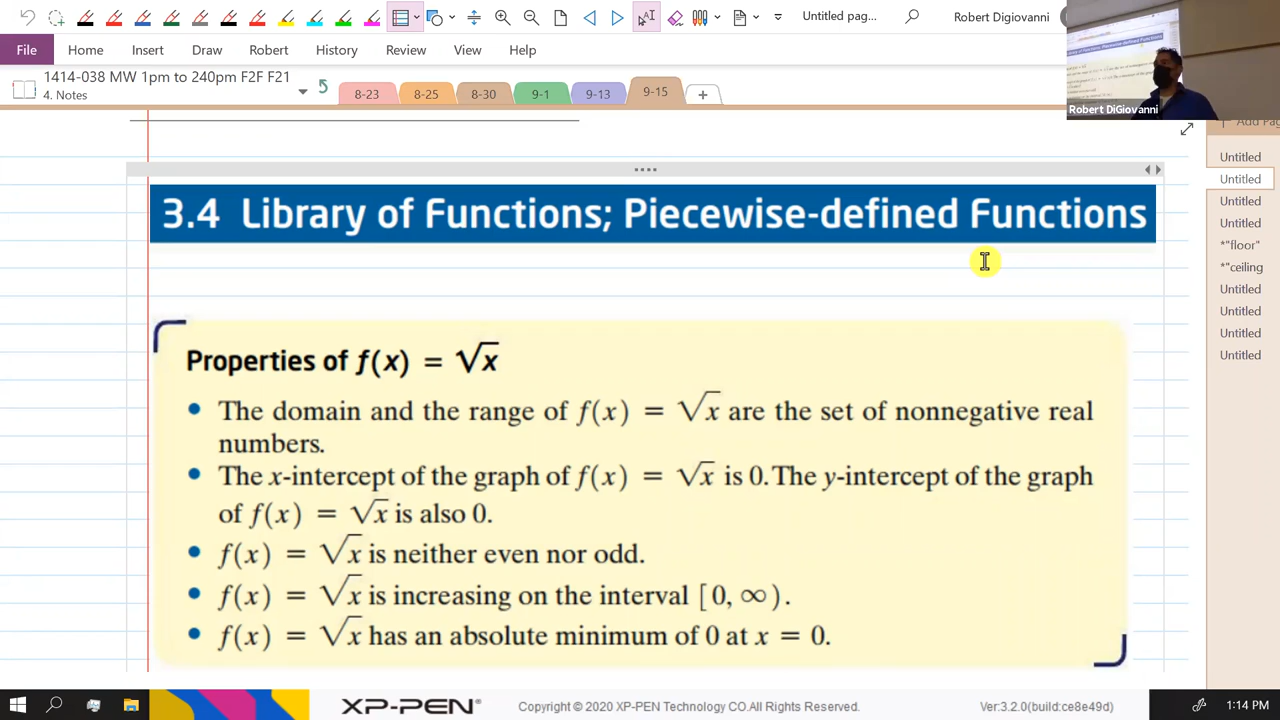 Untitled pag...
Robert Digiovanni
File
Home
Insert
Draw
Robert
History
Review
View
Help
1414-038 MW 1pm to 240pm F2F F21
4. Notes
8-23
8-25
8-30
9-1
9-13
9-15
Robert DiGiovanni
Add Pag
Untitled
Untitled
Untitled
Untitled
*"floor"
*"ceiling
Untitled
Untitled
Untitled
Untitled
3.4 Library of Functions; Piecewise-defined Functions
Properties of f(x) = √x
• The domain and the range of f(x) = √x are the set of nonnegative real
numbers.
• The x-intercept of the graph of f(x) = √x is 0. The y-intercept of the graph
of f(x) = √x is also 0.
• f(x) = √x is neither even nor odd.
• f(x) = √x is increasing on the interval [0, ∞).
• f(x) = √x has an absolute minimum of 0 at x = 0.
XP-PEN
Copyright © 2020 XP-PEN Technology CO.All Rights Reserved.
Ver:3.2.0(build:ce8e49d)
1:14 PM